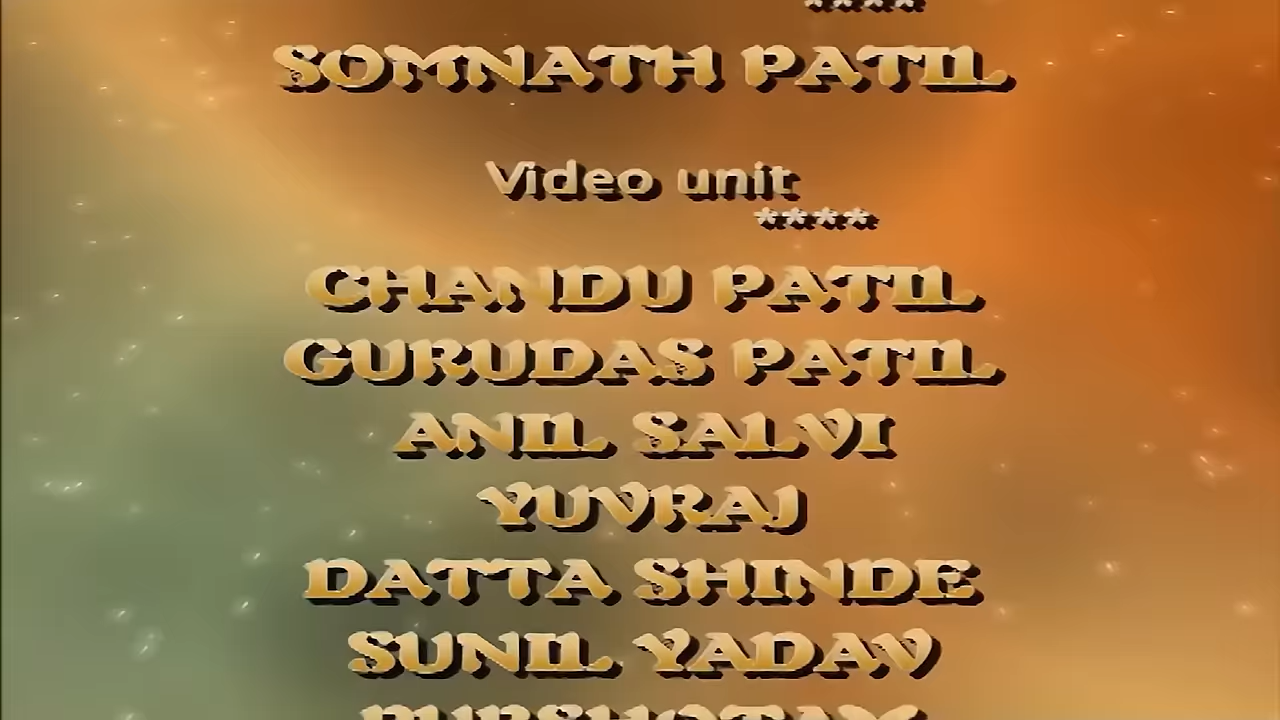 ****
SOMNATH PATIL
Video unit
****
CHANDU PATIL
GURUDAS PATIL
ANIL SALVI
YUVRAJ
DATTA SHINDE
SUNIL YADAV